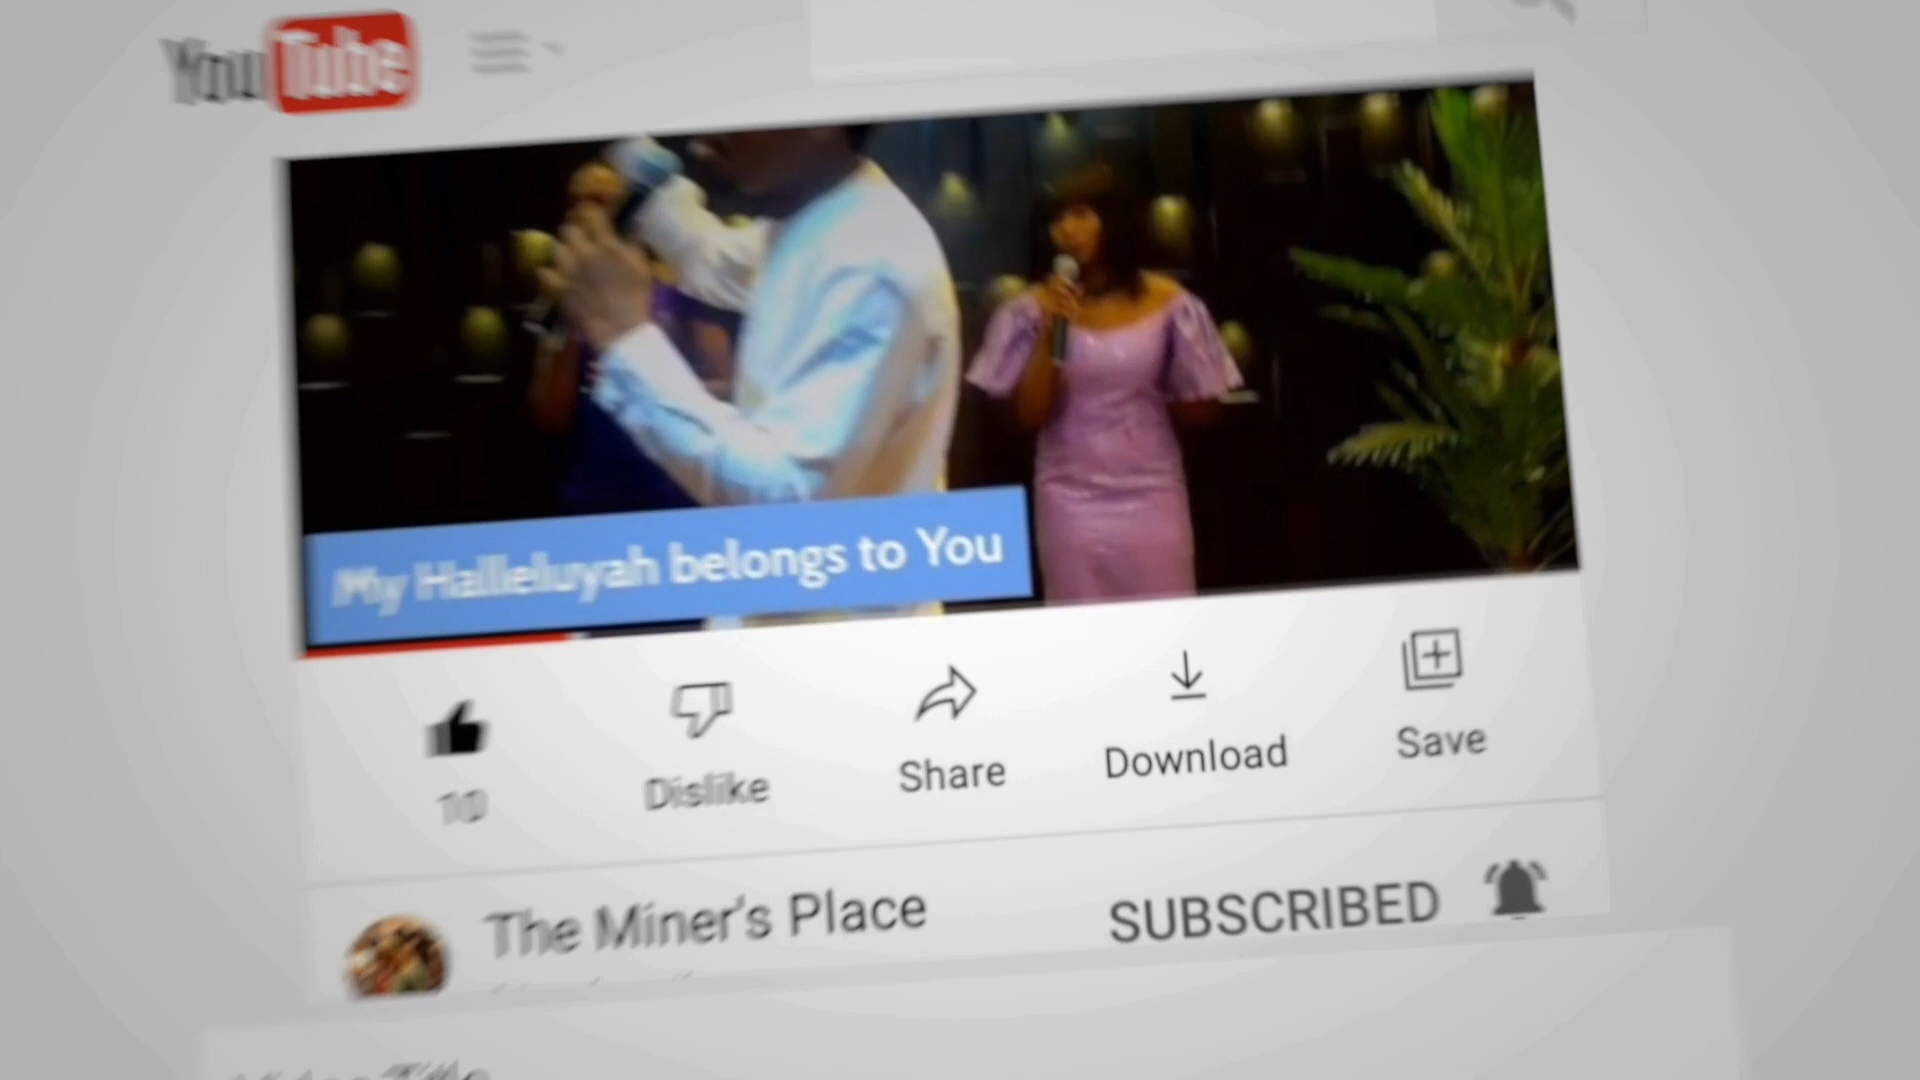 YouTube
My Halleluyah belongs to You
10
Dislike
Share
Download
Save
The Miner's Place
SUBSCRIBED